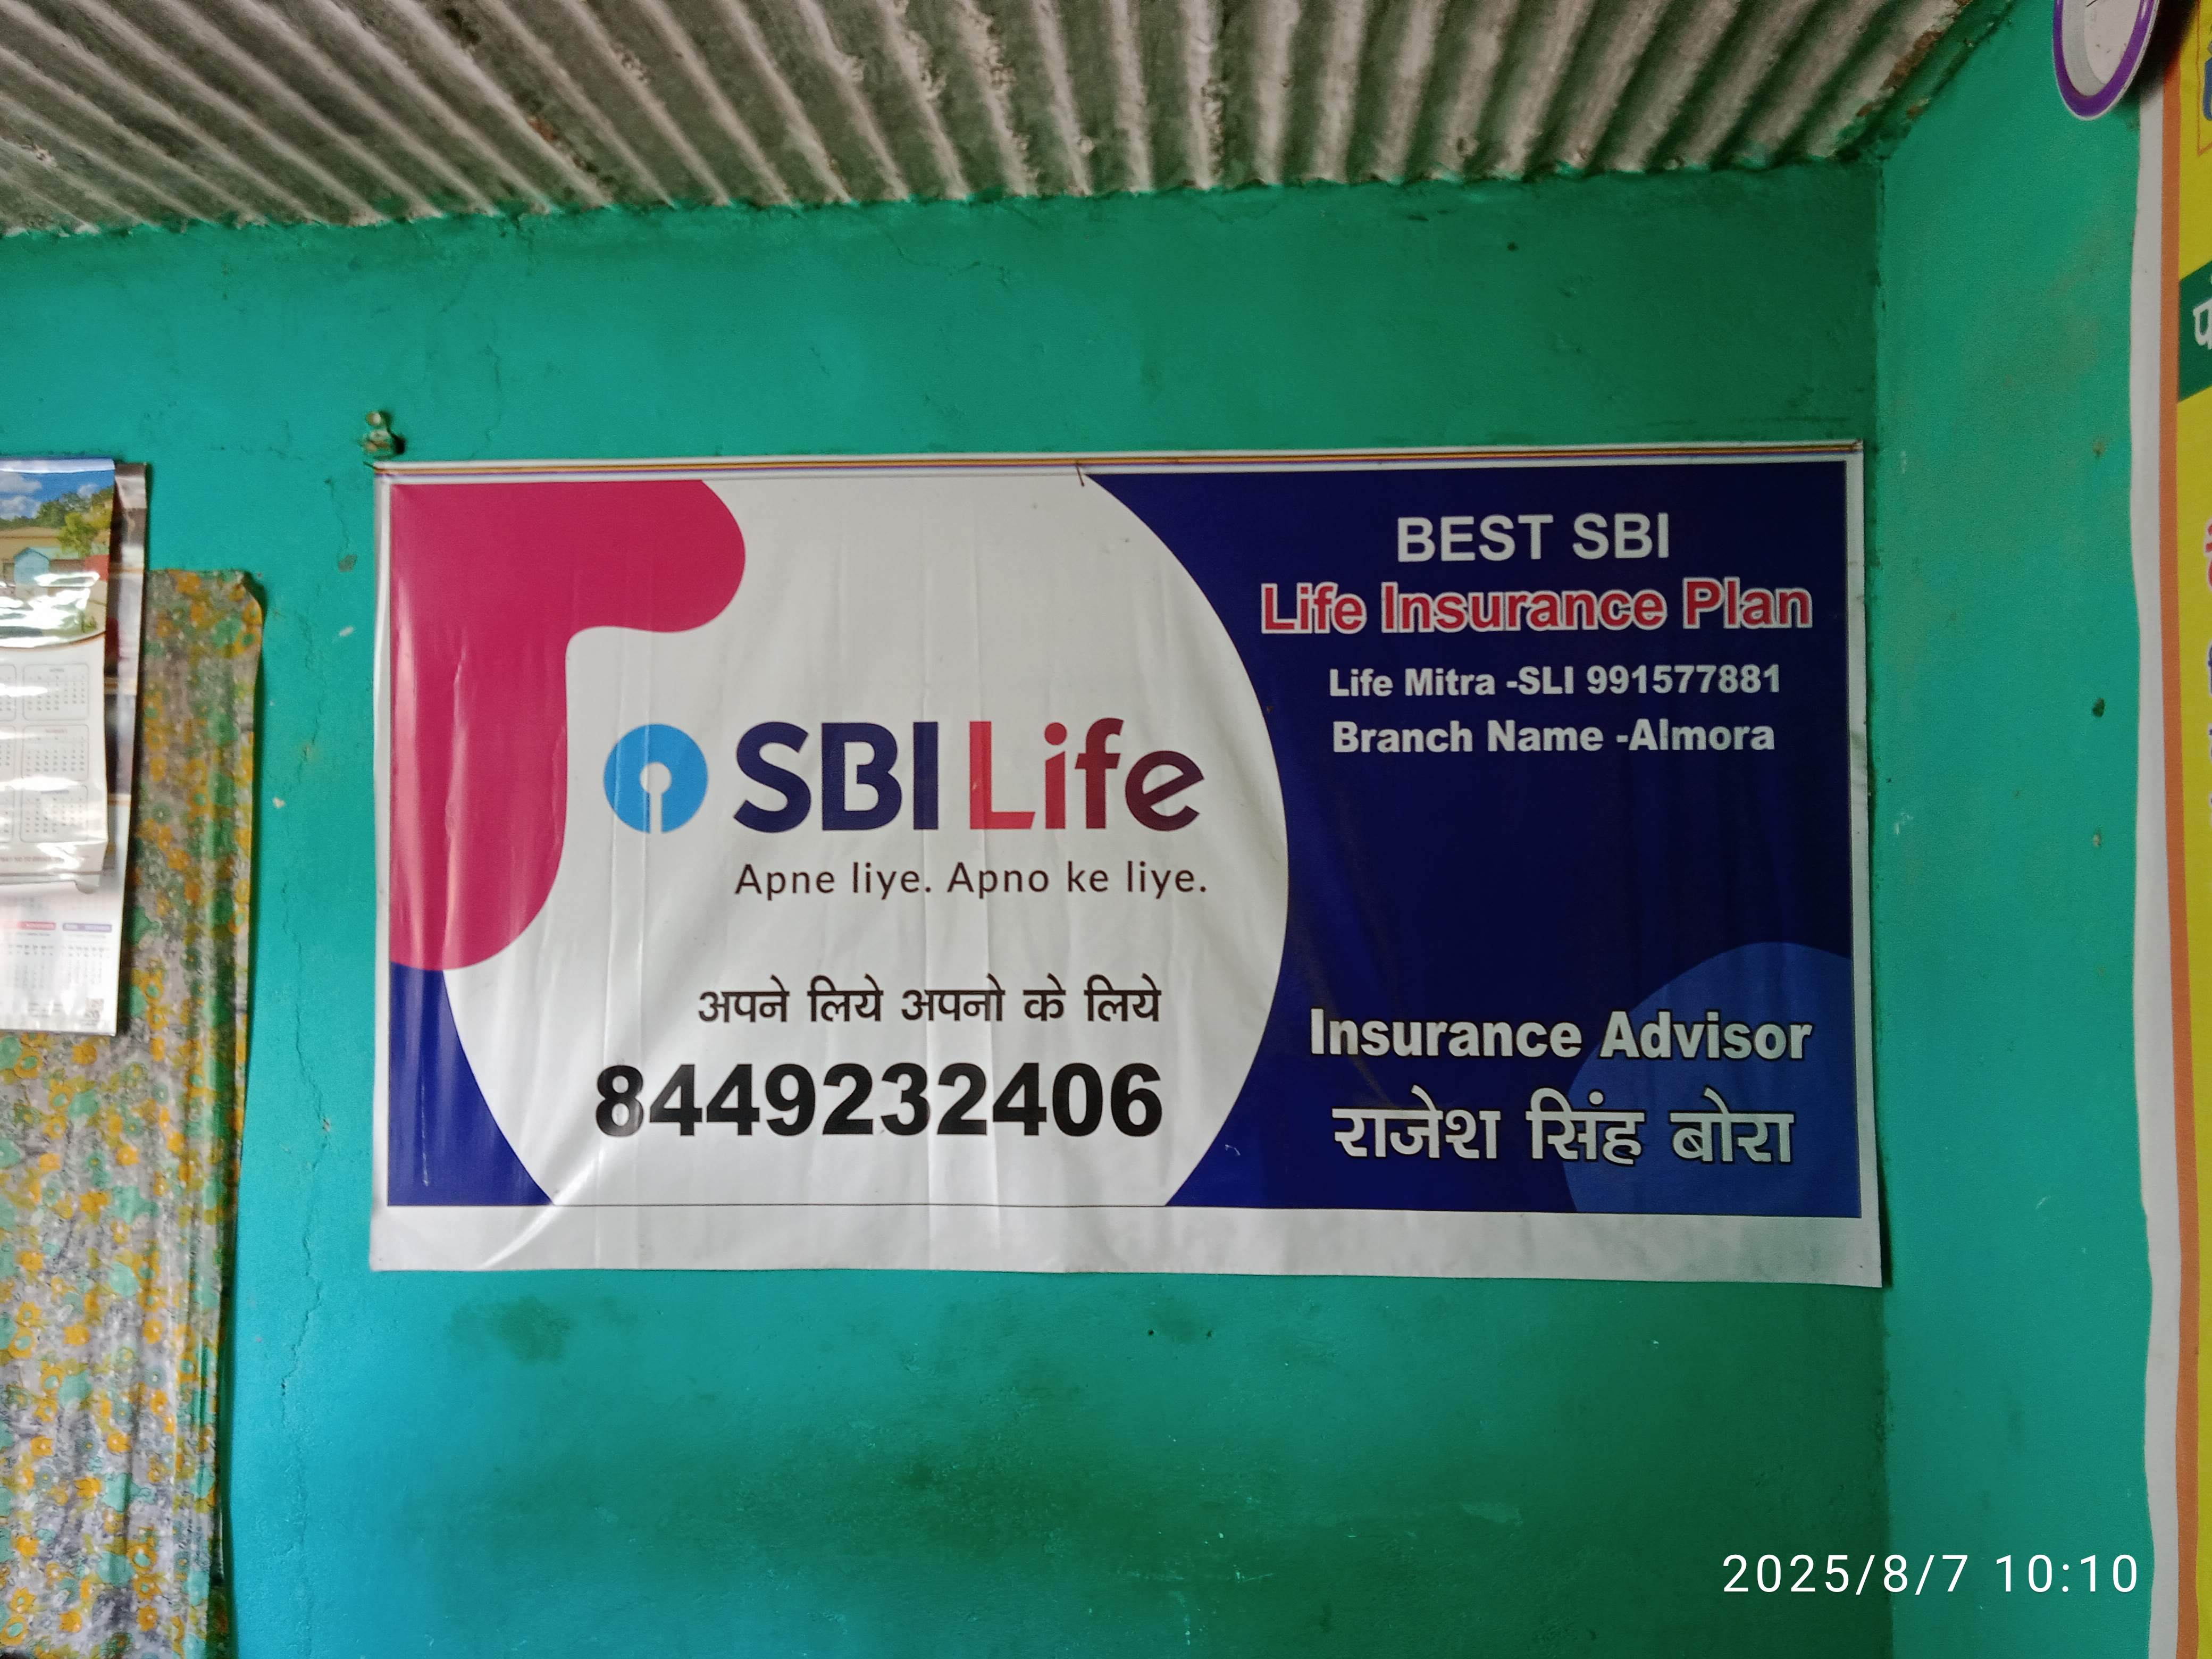 SBI Life
Apne liye. Apno ke liye.
अपने लिये अपनो के लिये
8449232406
BEST SBI
Life Insurance Plan
Life Mitra -SLI 991577881
Branch Name -Almora
Insurance Advisor
राजेश सिंह बोरा
2025/8/7 10:10